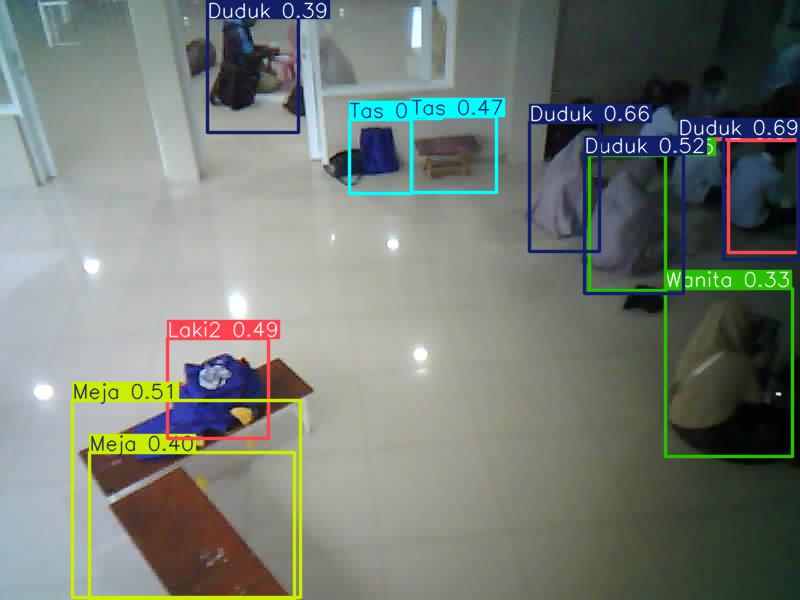 Duduk 0.39
Tas 0
Tas 0.47
Duduk 0.66
Duduk 0.69
Duduk 0.52
Wanita 0.33
Laki2 0.49
Meja 0.51
Meja 0.40